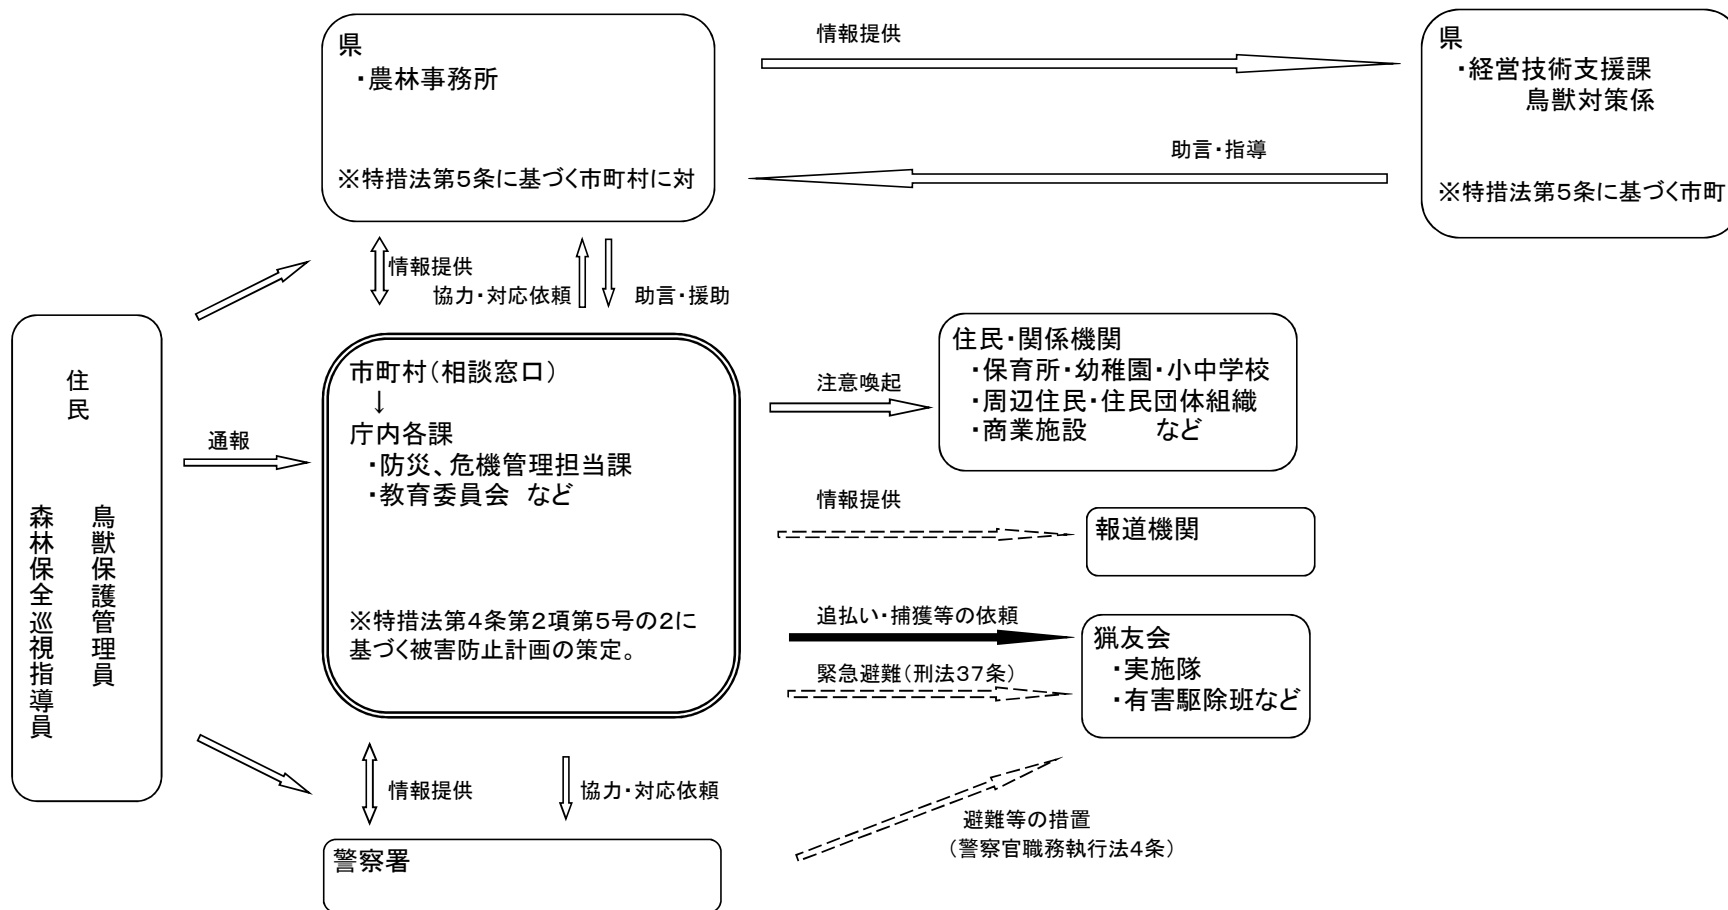 県
・農林事務所
※特措法第5条に基づく市町村に対
情報提供
助言・指導
県
・経営技術支援課
鳥獣対策係
※特措法第5条に基づく市町
情報提供
協力・対応依頼
助言・援助
住民
鳥獣保護管理員
森林保全巡視指導員
通報
市町村(相談窓口)
↓
庁内各課
・防災、危機管理担当課
・教育委員会 など
※特措法第4条第2項第5号の2に
基づく被害防止計画の策定。
注意喚起
住民・関係機関
・保育所・幼稚園・小中学校
・周辺住民・住民団体組織
・商業施設 など
情報提供
報道機関
追払い・捕獲等の依頼
緊急避難(刑法37条)
猟友会
・実施隊
・有害駆除班など
情報提供
協力・対応依頼
避難等の措置
(警察官職務執行法4条)
警察署